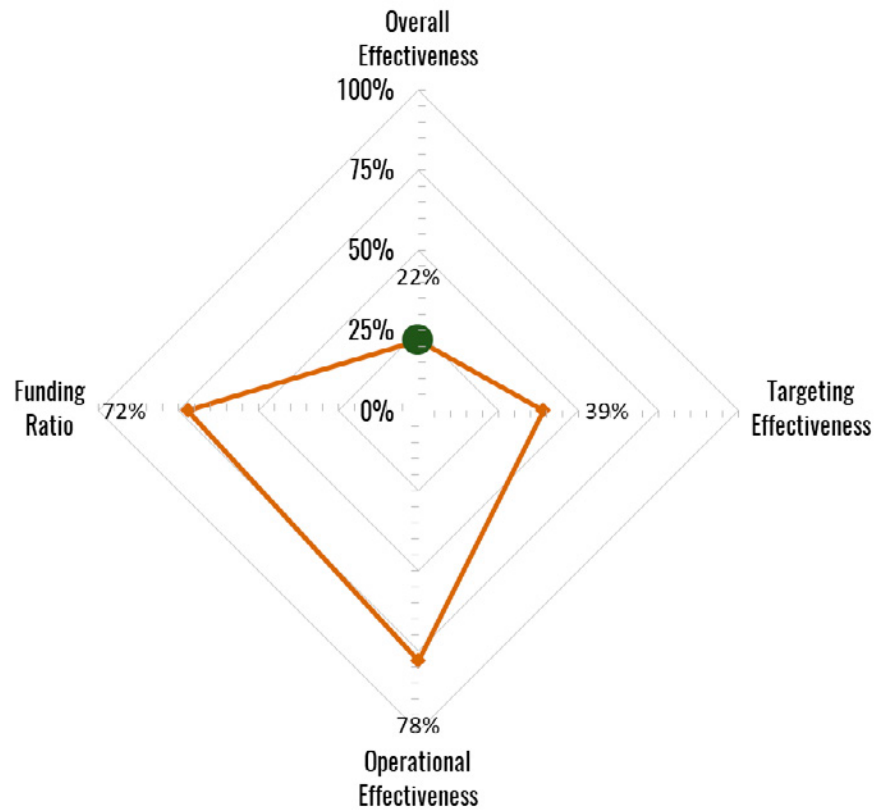 Overall
Effectiveness
100%
75%
50%
22%
25%
Funding
Ratio
72%
0%
39%
Targeting
Effectiveness
78%
Operational
Effectiveness